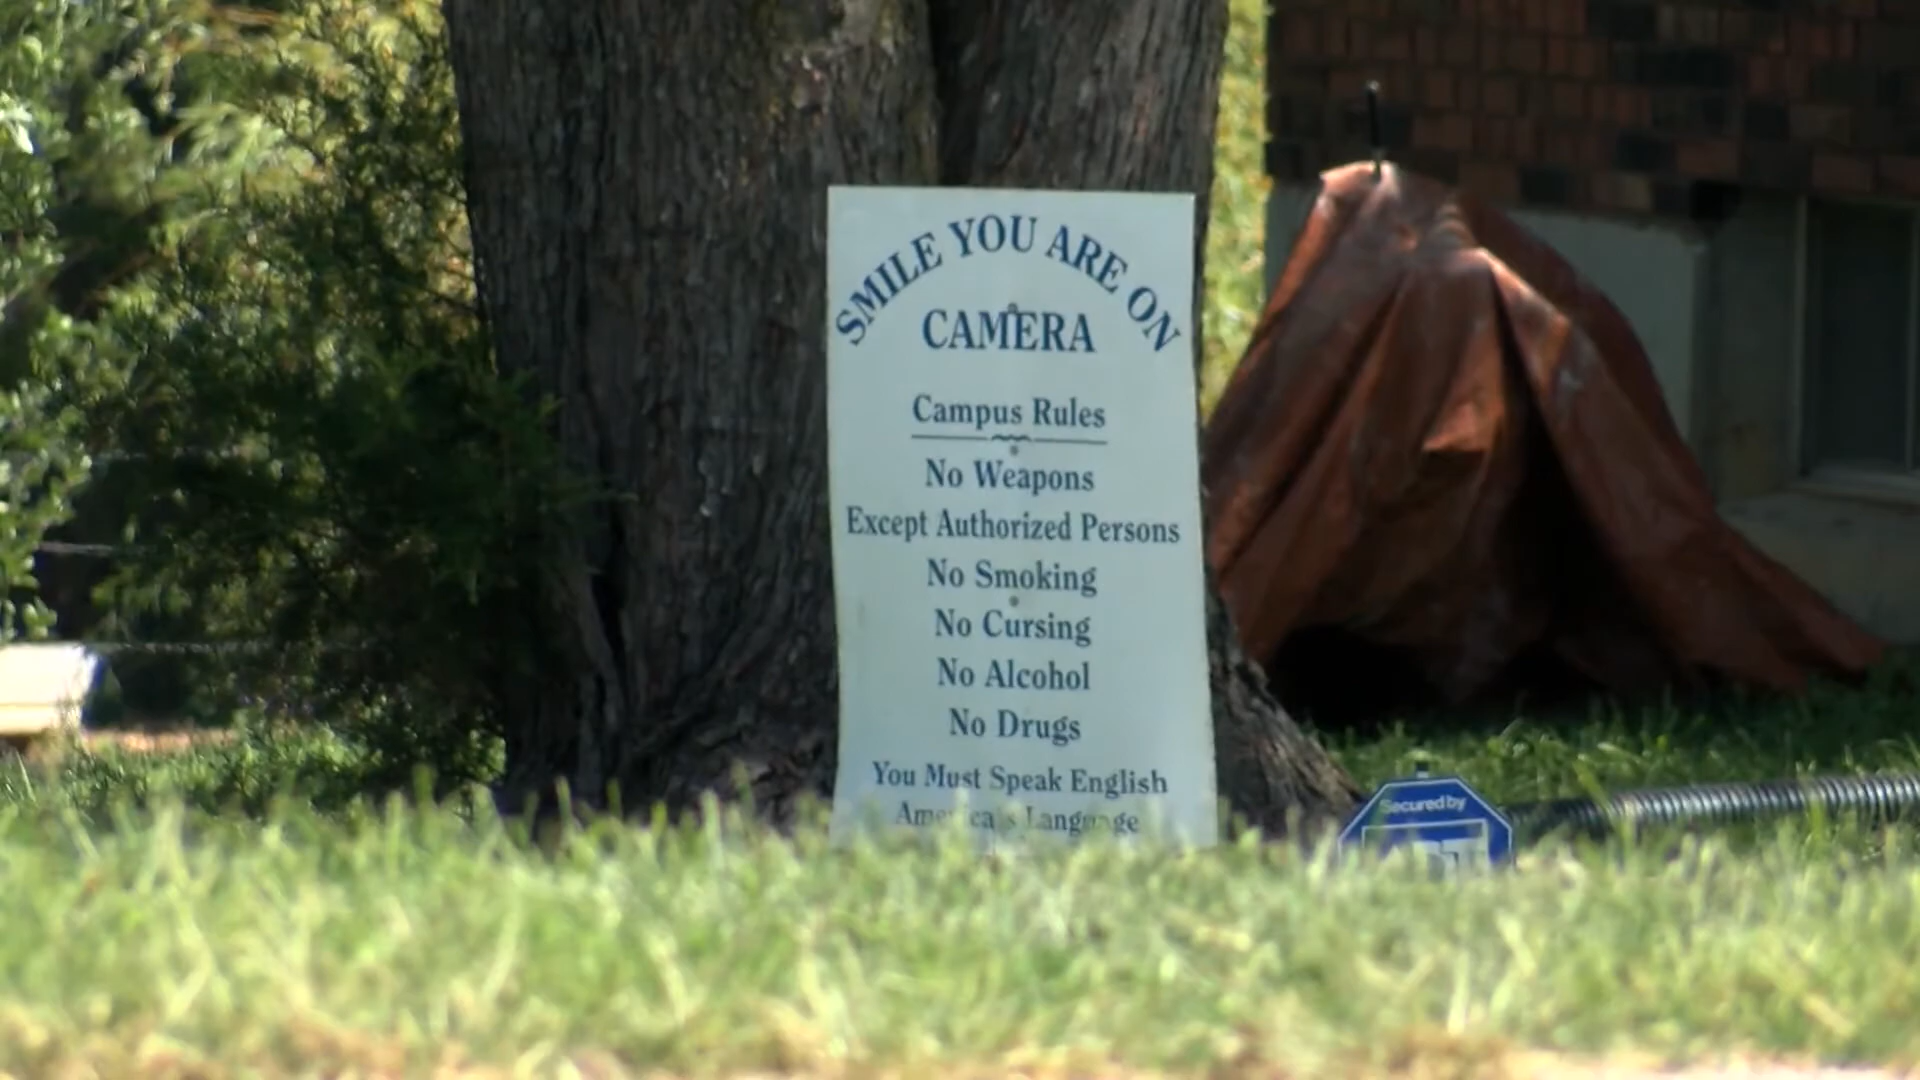 SMILE YOU ARE ON
CAMERA
Campus Rules
No Weapons
Except Authorized Persons
No Smoking
No Cursing
No Alcohol
No Drugs
You Must Speak English
America's Language
Secured by